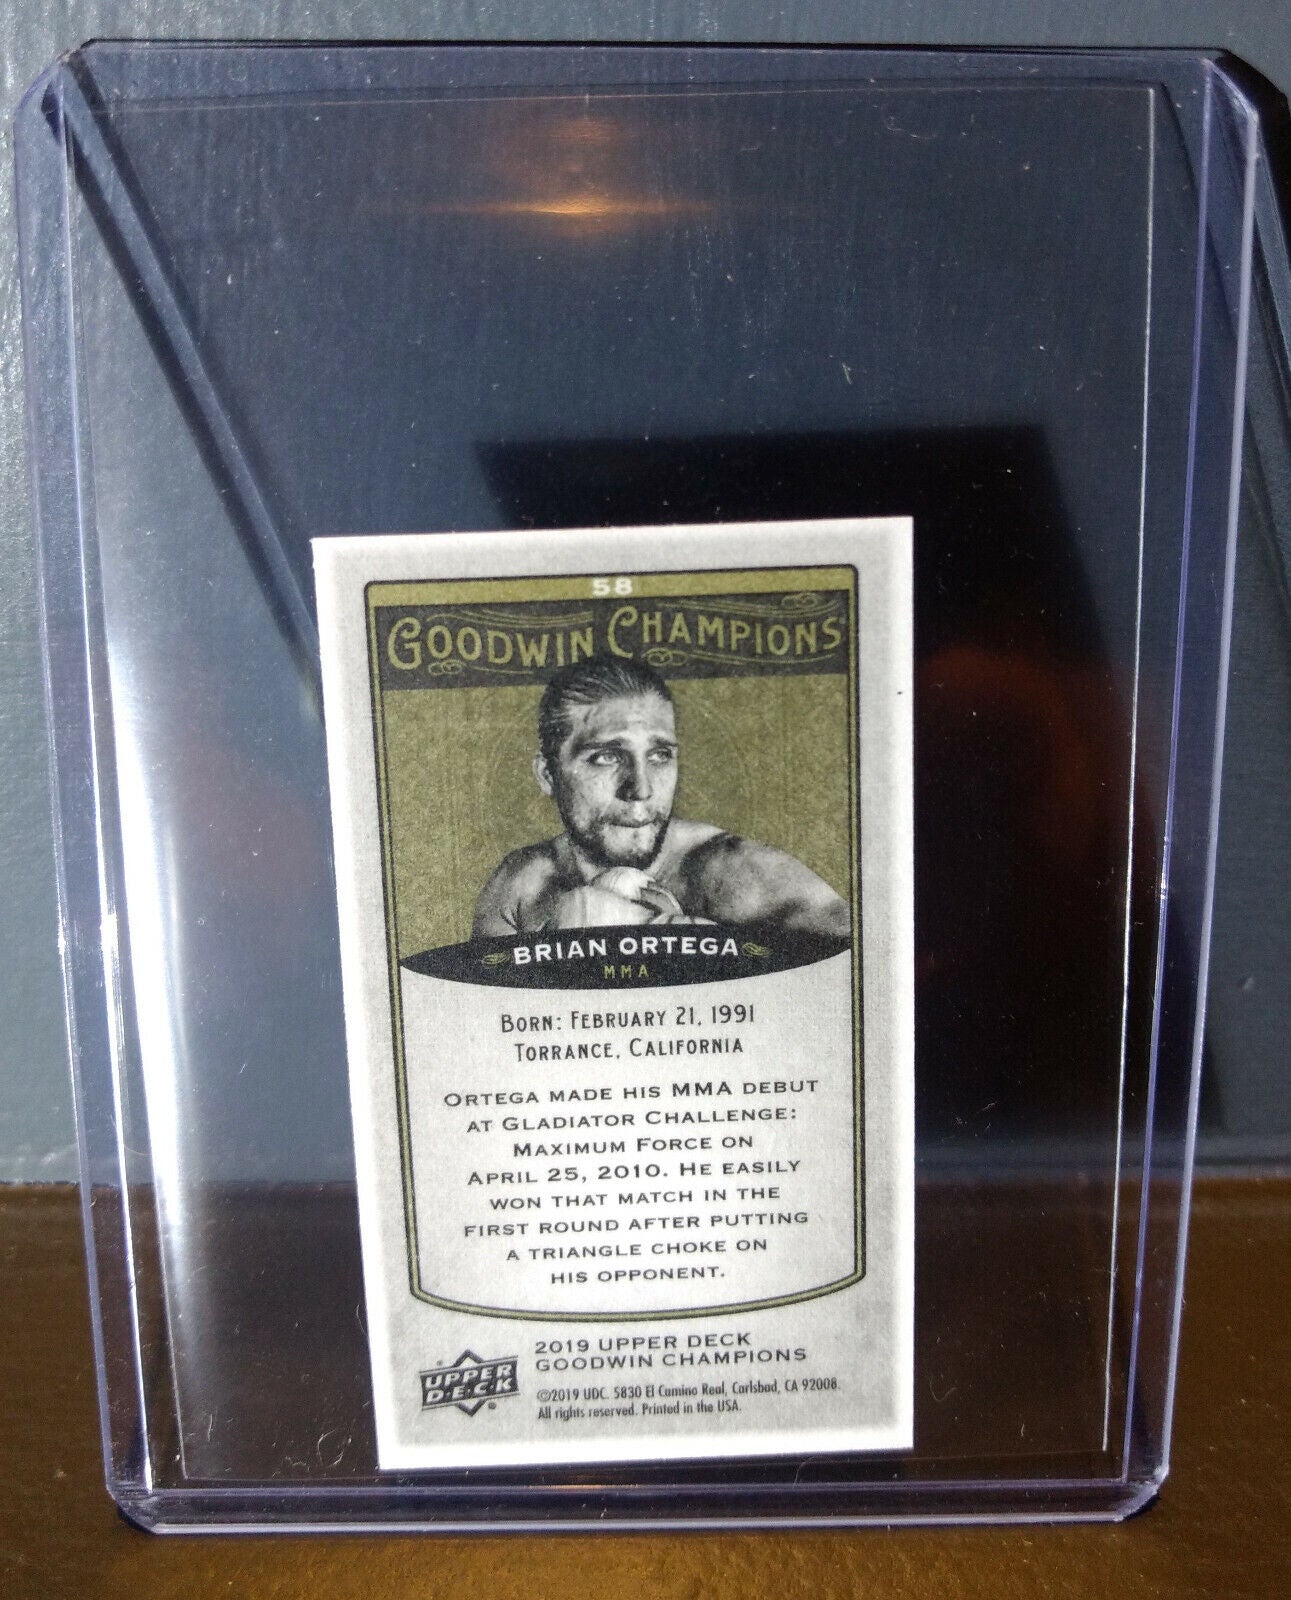 58
GOODWIN CHAMPIONS
BRIAN ORTEGA
MMA
BORN: FEBRUARY 21, 1991
TORRANCE, CALIFORNIA
ORTEGA MADE HIS MMA DEBUT
AT GLADIATOR CHALLENGE:
MAXIMUM FORCE ON
APRIL 25, 2010. HE EASILY
WON THAT MATCH IN THE
FIRST ROUND AFTER PUTTING
A TRIANGLE CHOKE ON
HIS OPPONENT.
UPPER
D·E·C·K
2019 UPPER DECK
GOODWIN CHAMPIONS
©2019 UDC. 5830 El Camino Real, Carlsbad, CA 92008.
All rights reserved. Printed in the USA.